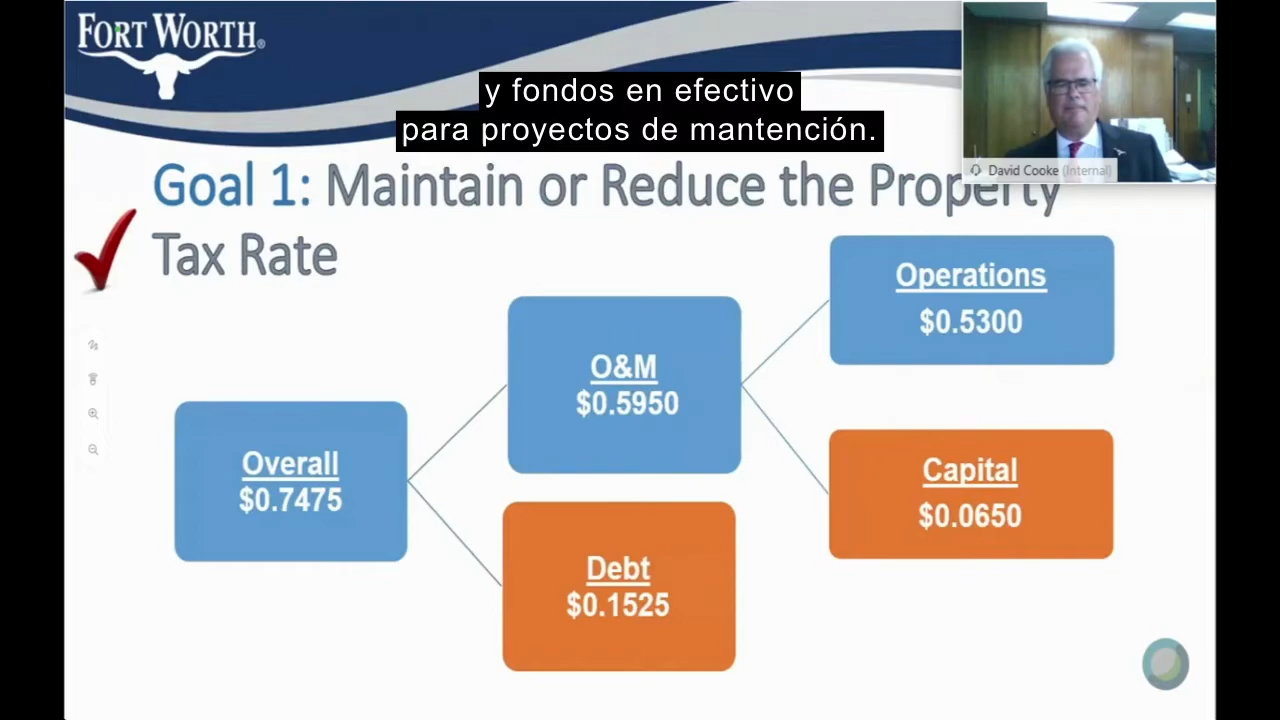 FORT WORTH®
y fondos en efectivo
para proyectos de mantención.
David Cooke (Internal)
Goal 1: Maintain or Reduce the Property
Tax Rate
Operations
$0.5300
O&M
$0.5950
Overall
$0.7475
Capital
$0.0650
Debt
$0.1525